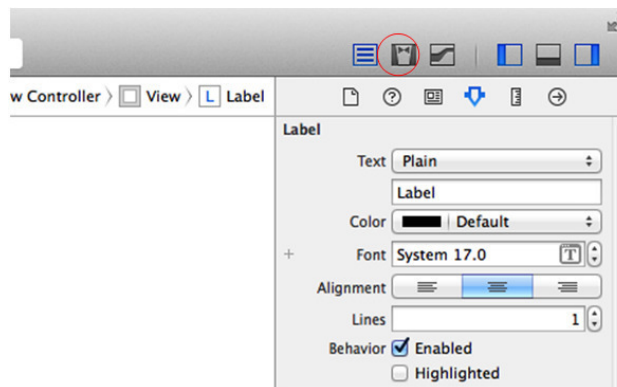 w Controller 〉 View 〉 L Label
Label
Text Plain
Label
Color Default
+ Font System 17.0 T
Alignment
Lines 1
Behavior Enabled
Highlighted